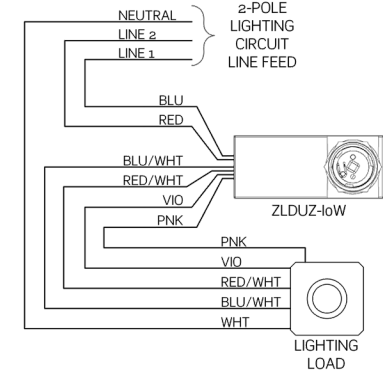 NEUTRAL
LINE 2
LINE 1
2-POLE
LIGHTING
CIRCUIT
LINE FEED
BLU
RED
BLU/WHT
RED/WHT
VIO
PNK
ZLDUZ-IoW
PNK
VIO
RED/WHT
BLU/WHT
WHT
LIGHTING
LOAD